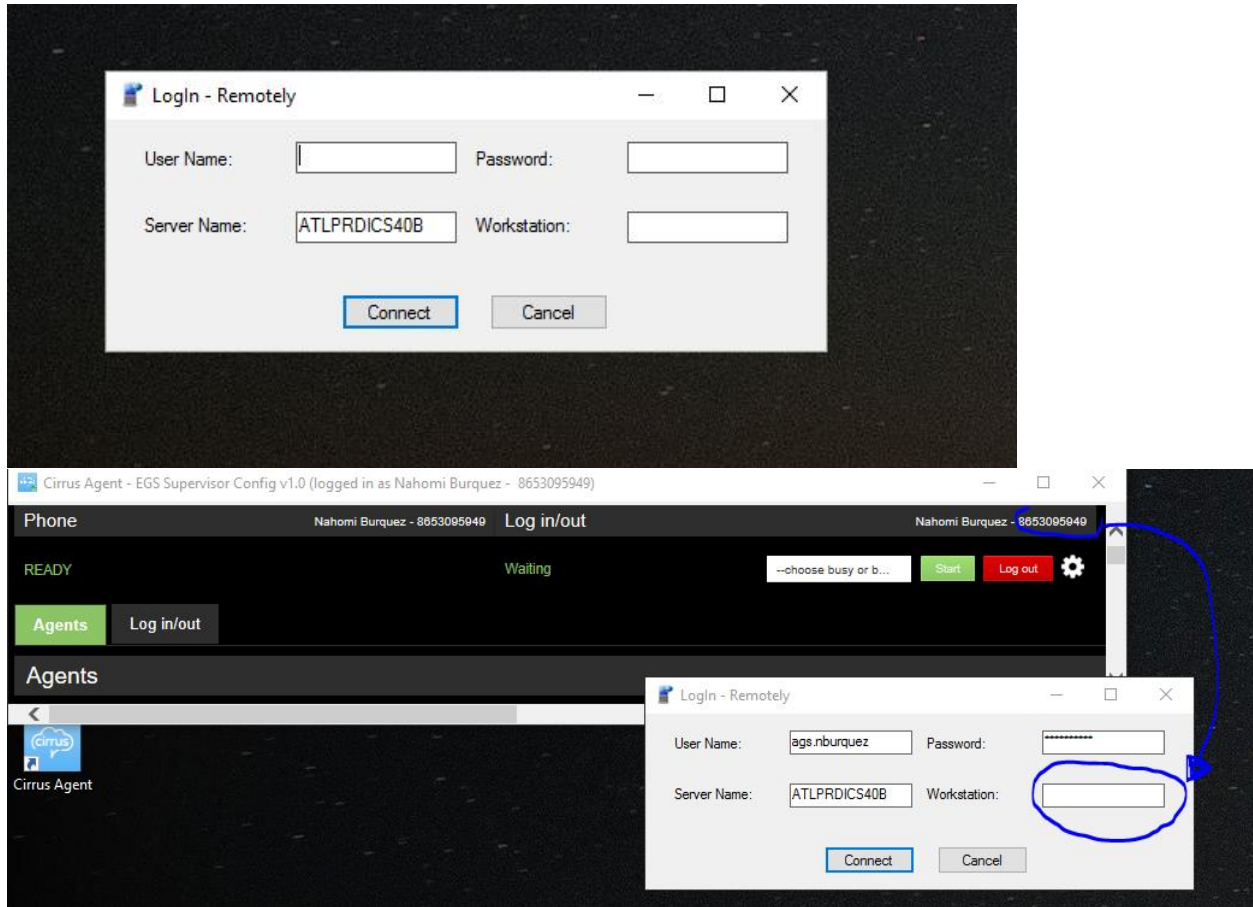 LogIn - Remotely
User Name: Password:
Server Name: ATLPRDICS40B Workstation:
Connect Cancel
Cirrus Agent - EGS Supervisor Config v1.0 (logged in as Nahomi Burquez - 8653095949)
Phone Nahomi Burquez - 8653095949 Log in/out Nahomi Burquez - 8653095949
READY Waiting --choose busy or b... Start Log out
Agents Log in/out
Agents
LogIn - Remotely
User Name: ags.nburquez Password: **********
(cirrus)
Cirrus Agent
Server Name: ATLPRDICS40B Workstation:
Connect Cancel